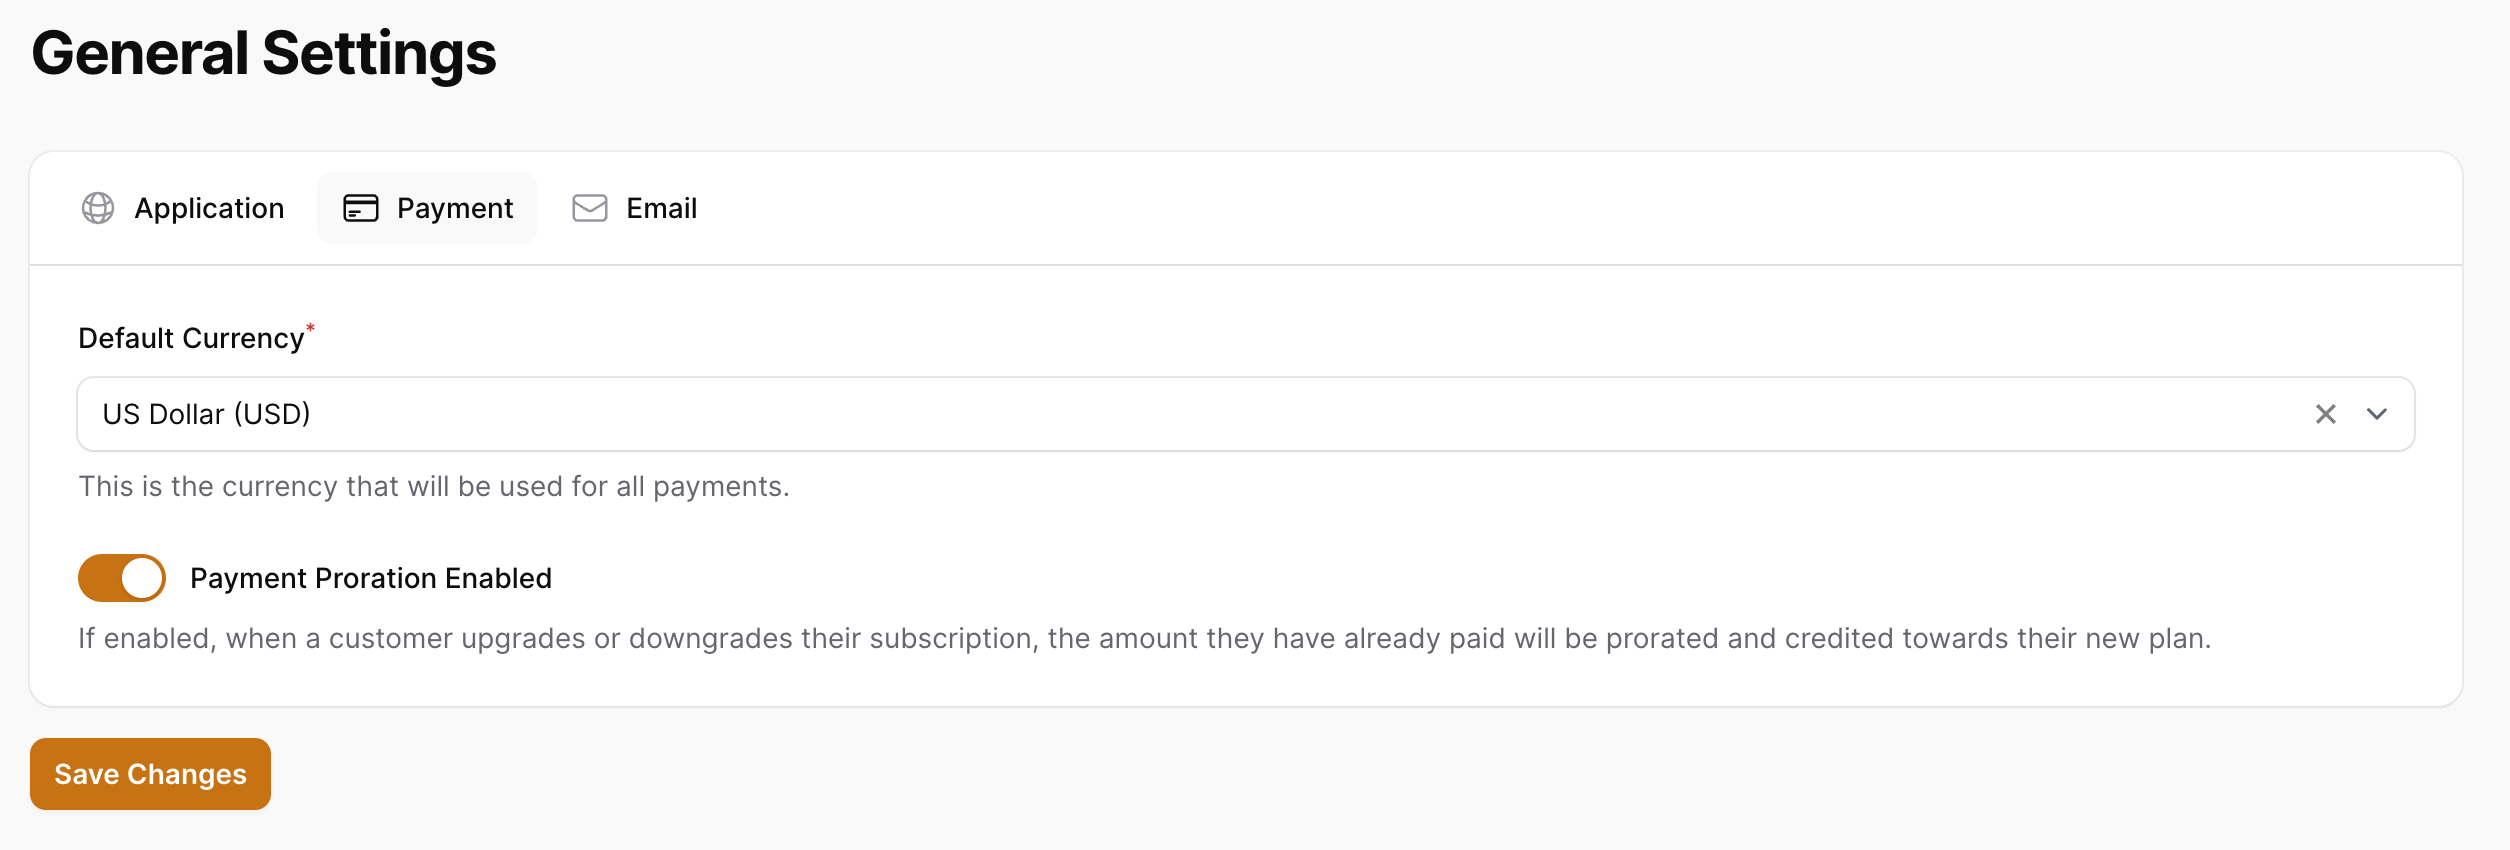 General Settings
Application
Payment
Email
Default Currency*
US Dollar (USD)
This is the currency that will be used for all payments.
Payment Proration Enabled
If enabled, when a customer upgrades or downgrades their subscription, the amount they have already paid will be prorated and credited towards their new plan.
Save Changes